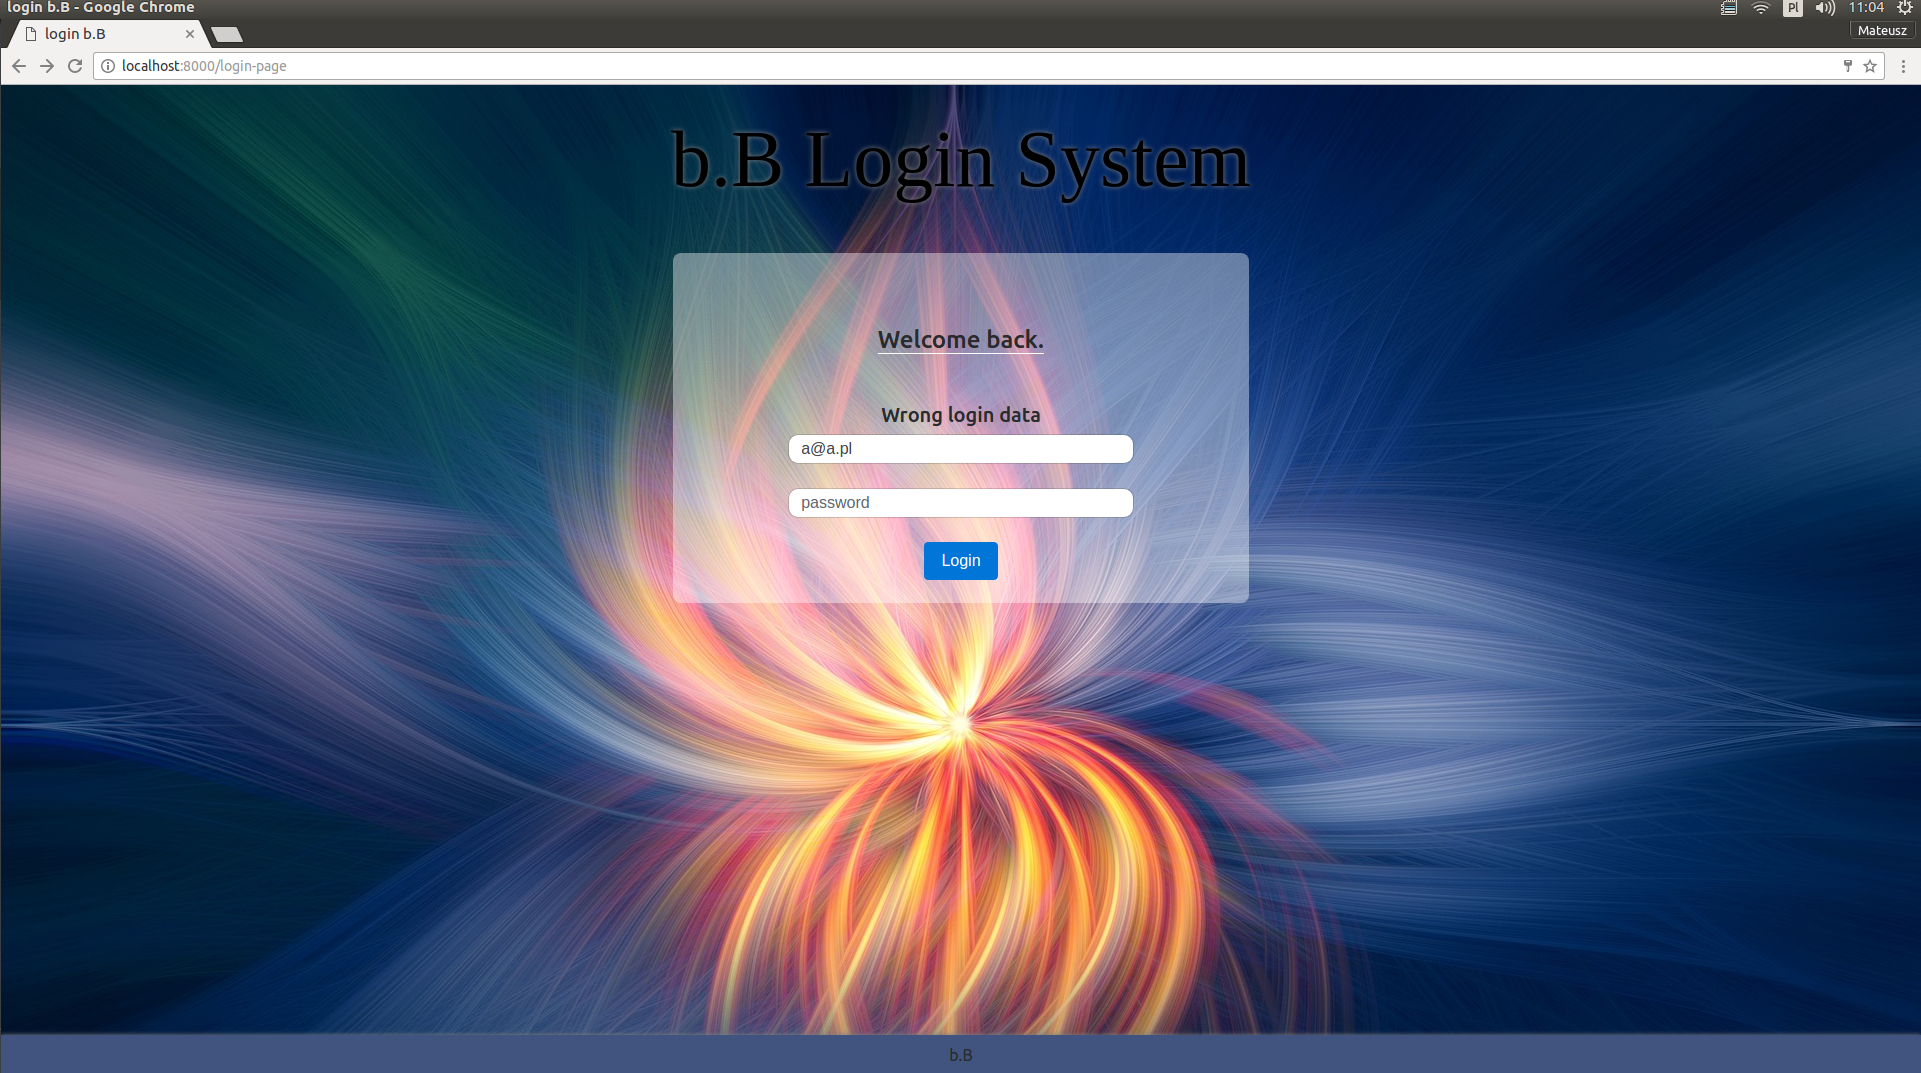 login b.B - Google Chrome
Pl
11:04
login b.B
Mateusz
localhost:8000/login-page
b.B Login System
Welcome back.
Wrong login data
a@a.pl
password
Login
b.B